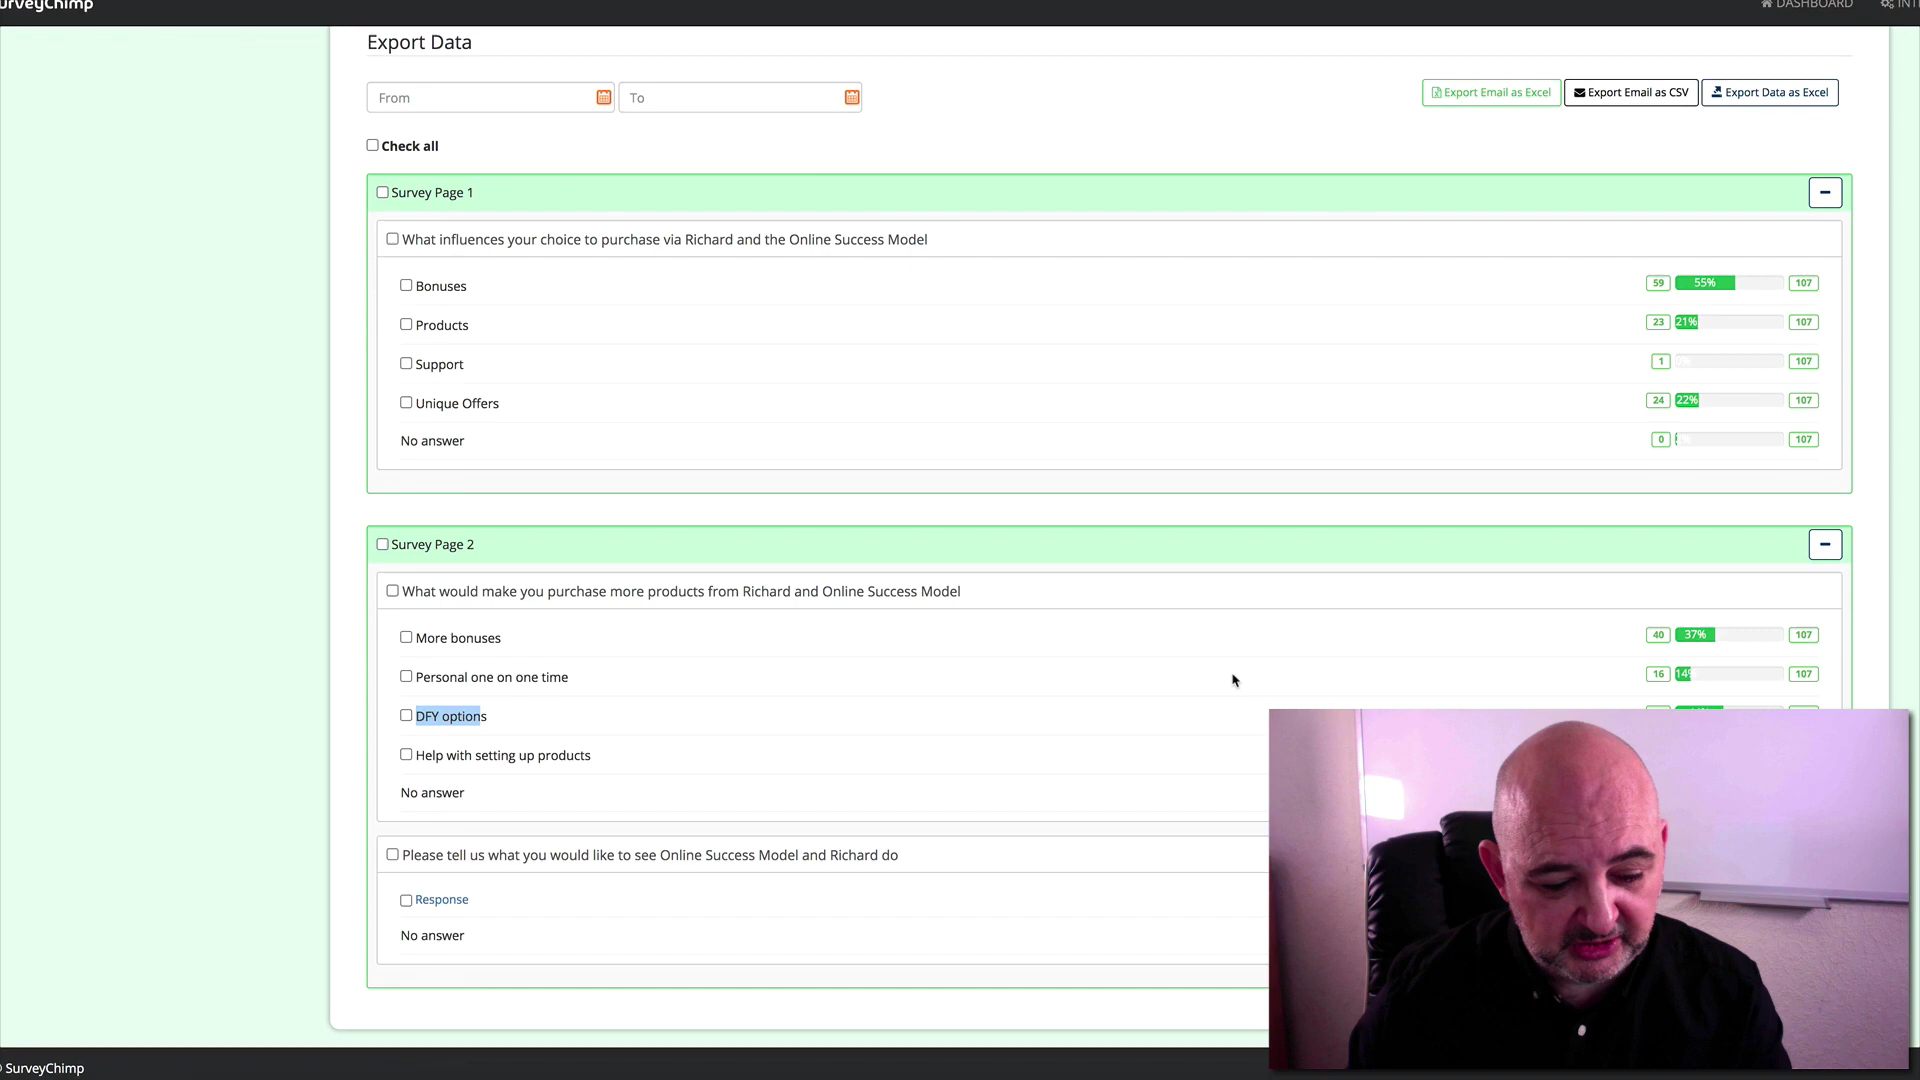 DASHBOARD
Export Data
From
To
Export Email as Excel
Export Email as CSV
Export Data as Excel
Check all
Survey Page 1
What influences your choice to purchase via Richard and the Online Success Model
Bonuses 59 55% 107
Products 23 21% 107
Support 1 107
Unique Offers 24 22% 107
No answer 0 107
Survey Page 2
What would make you purchase more products from Richard and Online Success Model
More bonuses 40 37% 107
Personal one on one time 16 14% 107
DFY options
Help with setting up products
No answer
Please tell us what you would like to see Online Success Model and Richard do
Response
No answer
SurveyChimp